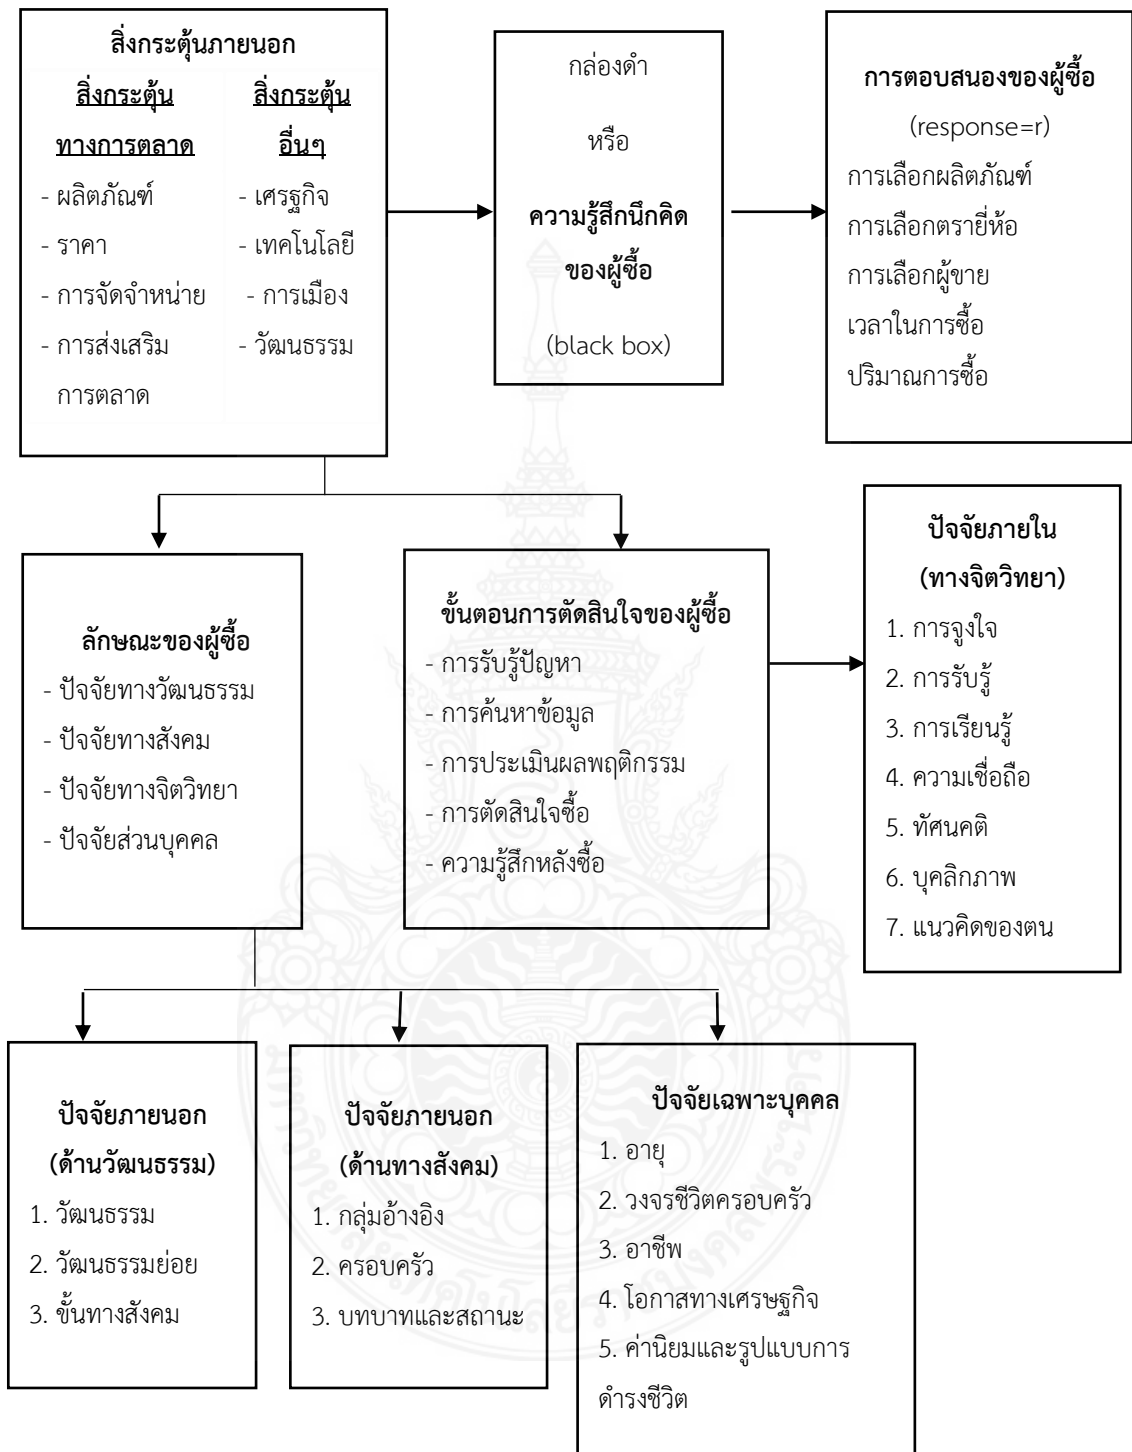 สิ่งกระตุ้นภายนอก
สิ่งกระตุ้น
ทางการตลาด
- ผลิตภัณฑ์
- ราคา
- การจัดจำหน่าย
- การส่งเสริม
การตลาด
สิ่งกระตุ้น
อื่นๆ
- เศรฐกิจ
- เทคโนโลยี
- การเมือง
- วัฒนธรรม
กล่องดำ
หรือ
ความรู้สึกนึกคิด
ของผู้ซื้อ
(black box)
การตอบสนองของผู้ซื้อ
(response=r)
การเลือกผลิตภัณฑ์
การเลือกตรายี่ห้อ
การเลือกผู้ขาย
เวลาในการซื้อ
ปริมาณการซื้อ
ลักษณะของผู้ซื้อ
- ปัจจัยทางวัฒนธรรม
- ปัจจัยทางสังคม
- ปัจจัยทางจิตวิทยา
- ปัจจัยส่วนบุคคล
ขั้นตอนการตัดสินใจของผู้ซื้อ
- การรับรู้ปัญหา
- การค้นหาข้อมูล
- การประเมินผลพฤติกรรม
- การตัดสินใจซื้อ
- ความรู้สึกหลังซื้อ
ปัจจัยภายใน
(ทางจิตวิทยา)
1. การจูงใจ
2. การรับรู้
3. การเรียนรู้
4. ความเชื่อถือ
5. ทัศนคติ
6. บุคลิกภาพ
7. แนวคิดของตน
ปัจจัยภายนอก
(ด้านวัฒนธรรม)
1. วัฒนธรรม
2. วัฒนธรรมย่อย
3. ขั้นทางสังคม
ปัจจัยภายนอก
(ด้านทางสังคม)
1. กลุ่มอ้างอิง
2. ครอบครัว
3. บทบาทและสถานะ
ปัจจัยเฉพาะบุคคล
1. อายุ
2. วงจรชีวิตครอบครัว
3. อาชีพ
4. โอกาสทางเศรษฐกิจ
5. ค่านิยมและรูปแบบการ
ดำรงชีวิต
มหาวิทยาลัยเทคโนโลยีราชมงคลพระนคร